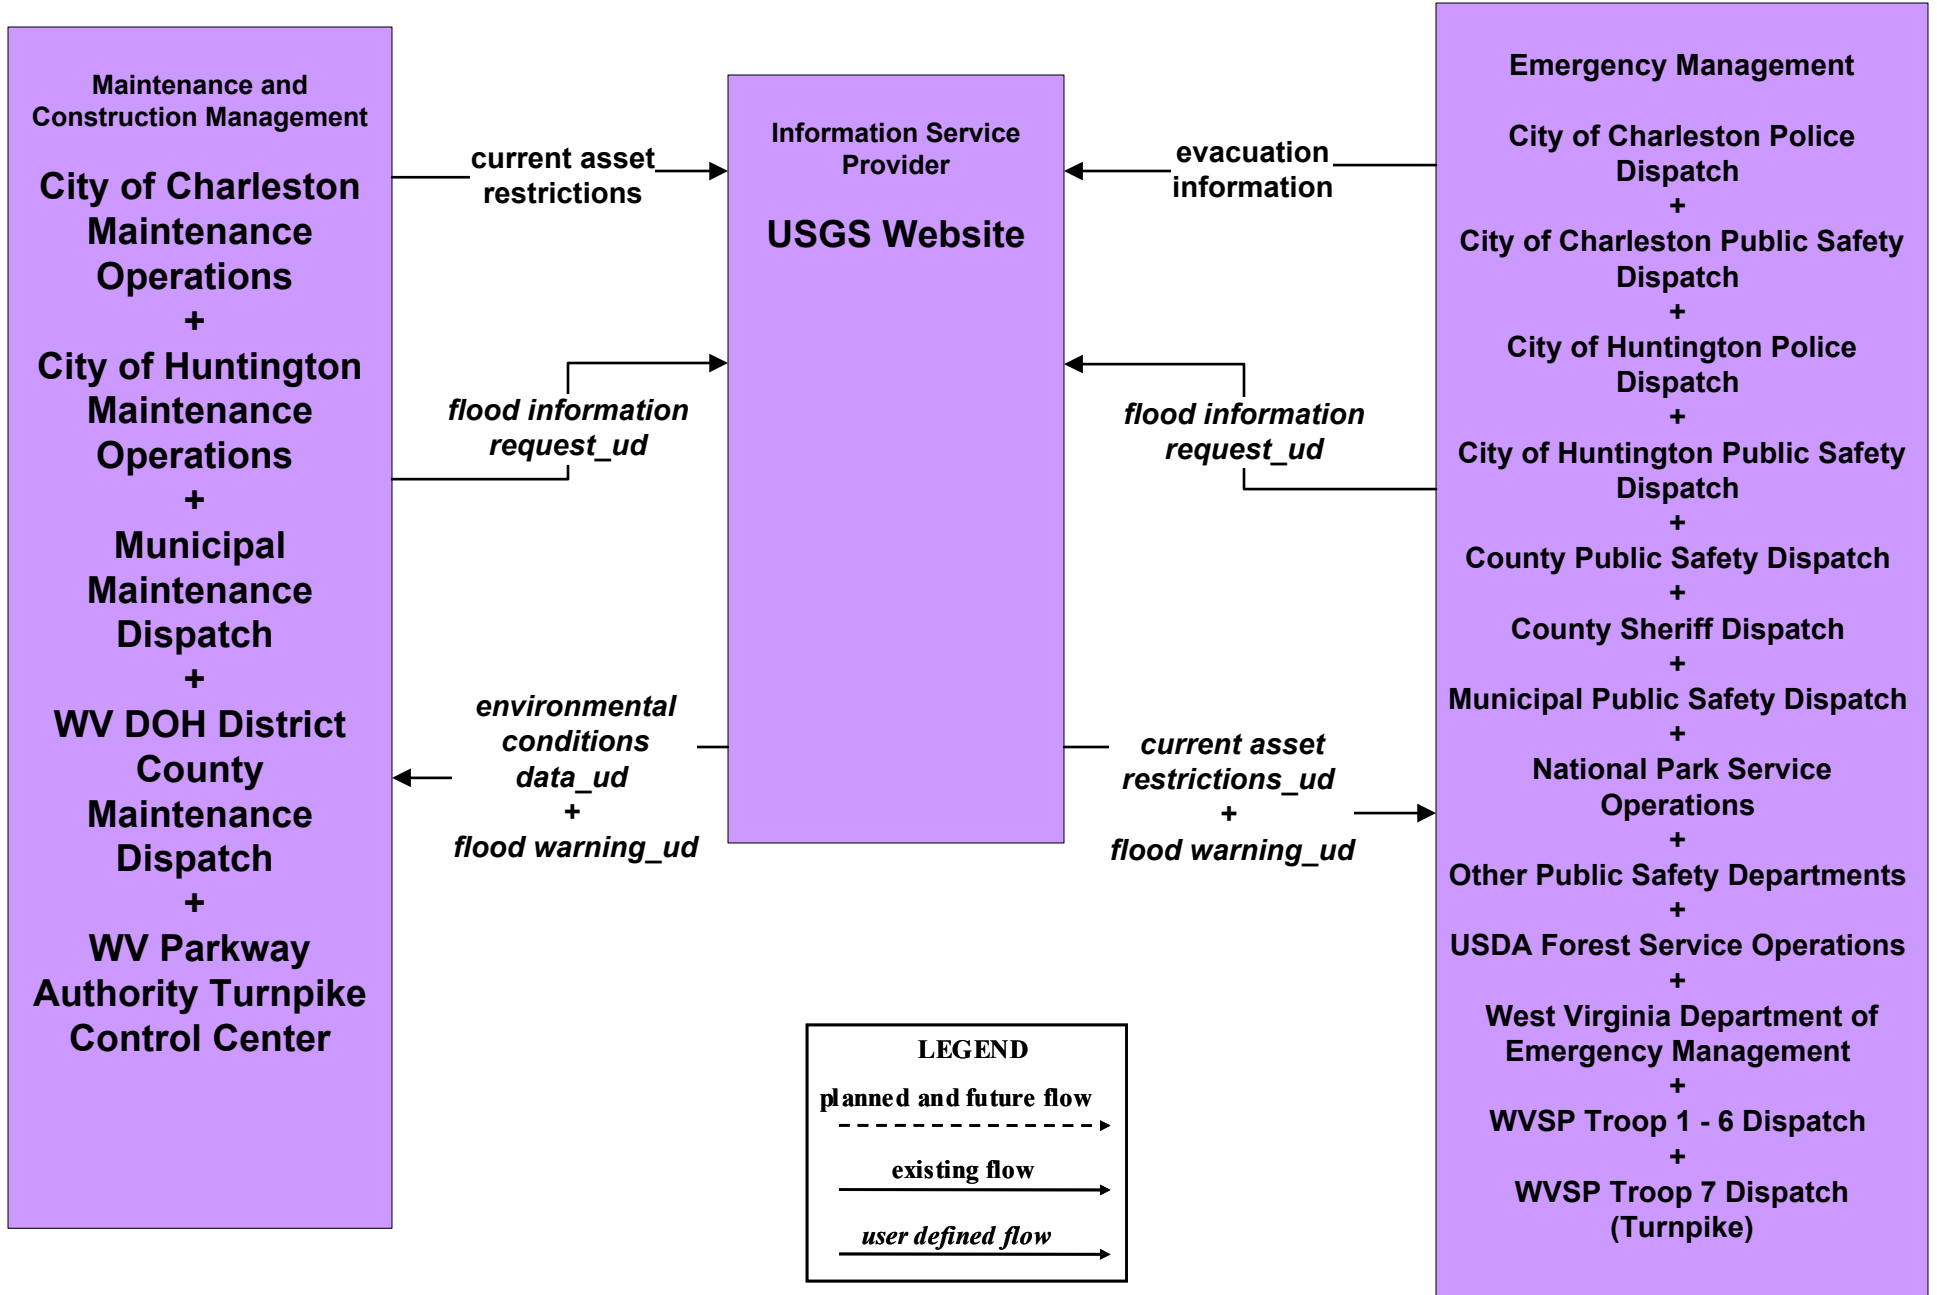 Maintenance and
Construction Management
City of Charleston
Maintenance
Operations
+
City of Huntington
Maintenance
Operations
+
Municipal
Maintenance
Dispatch
+
WV DOH District
County
Maintenance
Dispatch
+
WV Parkway
Authority Turnpike
Control Center
current asset
restrictions
flood information
request_ud
environmental
conditions
data_ud
+
flood warning_ud
Information Service
Provider
USGS Website
evacuation
information
flood information
request_ud
current asset
restrictions_ud
+
flood warning_ud
Emergency Management
City of Charleston Police
Dispatch
+
City of Charleston Public Safety
Dispatch
+
City of Huntington Police
Dispatch
+
City of Huntington Public Safety
Dispatch
+
County Public Safety Dispatch
+
County Sheriff Dispatch
+
Municipal Public Safety Dispatch
+
National Park Service
Operations
+
Other Public Safety Departments
+
USDA Forest Service Operations
+
West Virginia Department of
Emergency Management
+
WVSP Troop 1 - 6 Dispatch
+
WVSP Troop 7 Dispatch
(Turnpike)
LEGEND
planned and future flow
existing flow
user defined flow